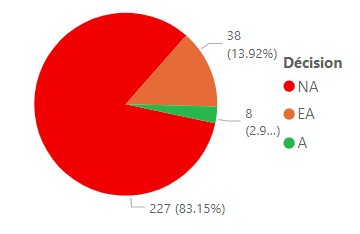 38
(13.92%)
Décision
NA
EA
A
8
(2.9...)
227 (83.15%)